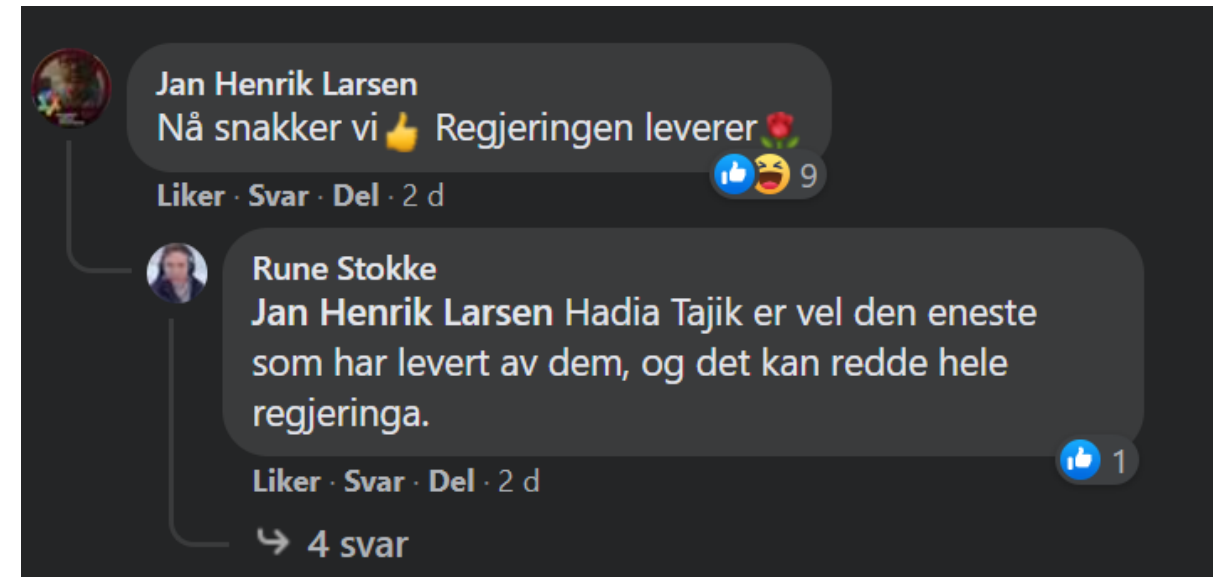 Jan Henrik Larsen
Nå snakker vi👍 Regjeringen leverer🌹
9
Liker · Svar · Del · 2 d
Rune Stokke
Jan Henrik Larsen Hadia Tajik er vel den eneste
som har levert av dem, og det kan redde hele
regjeringa.
1
Liker · Svar · Del · 2 d
4 svar